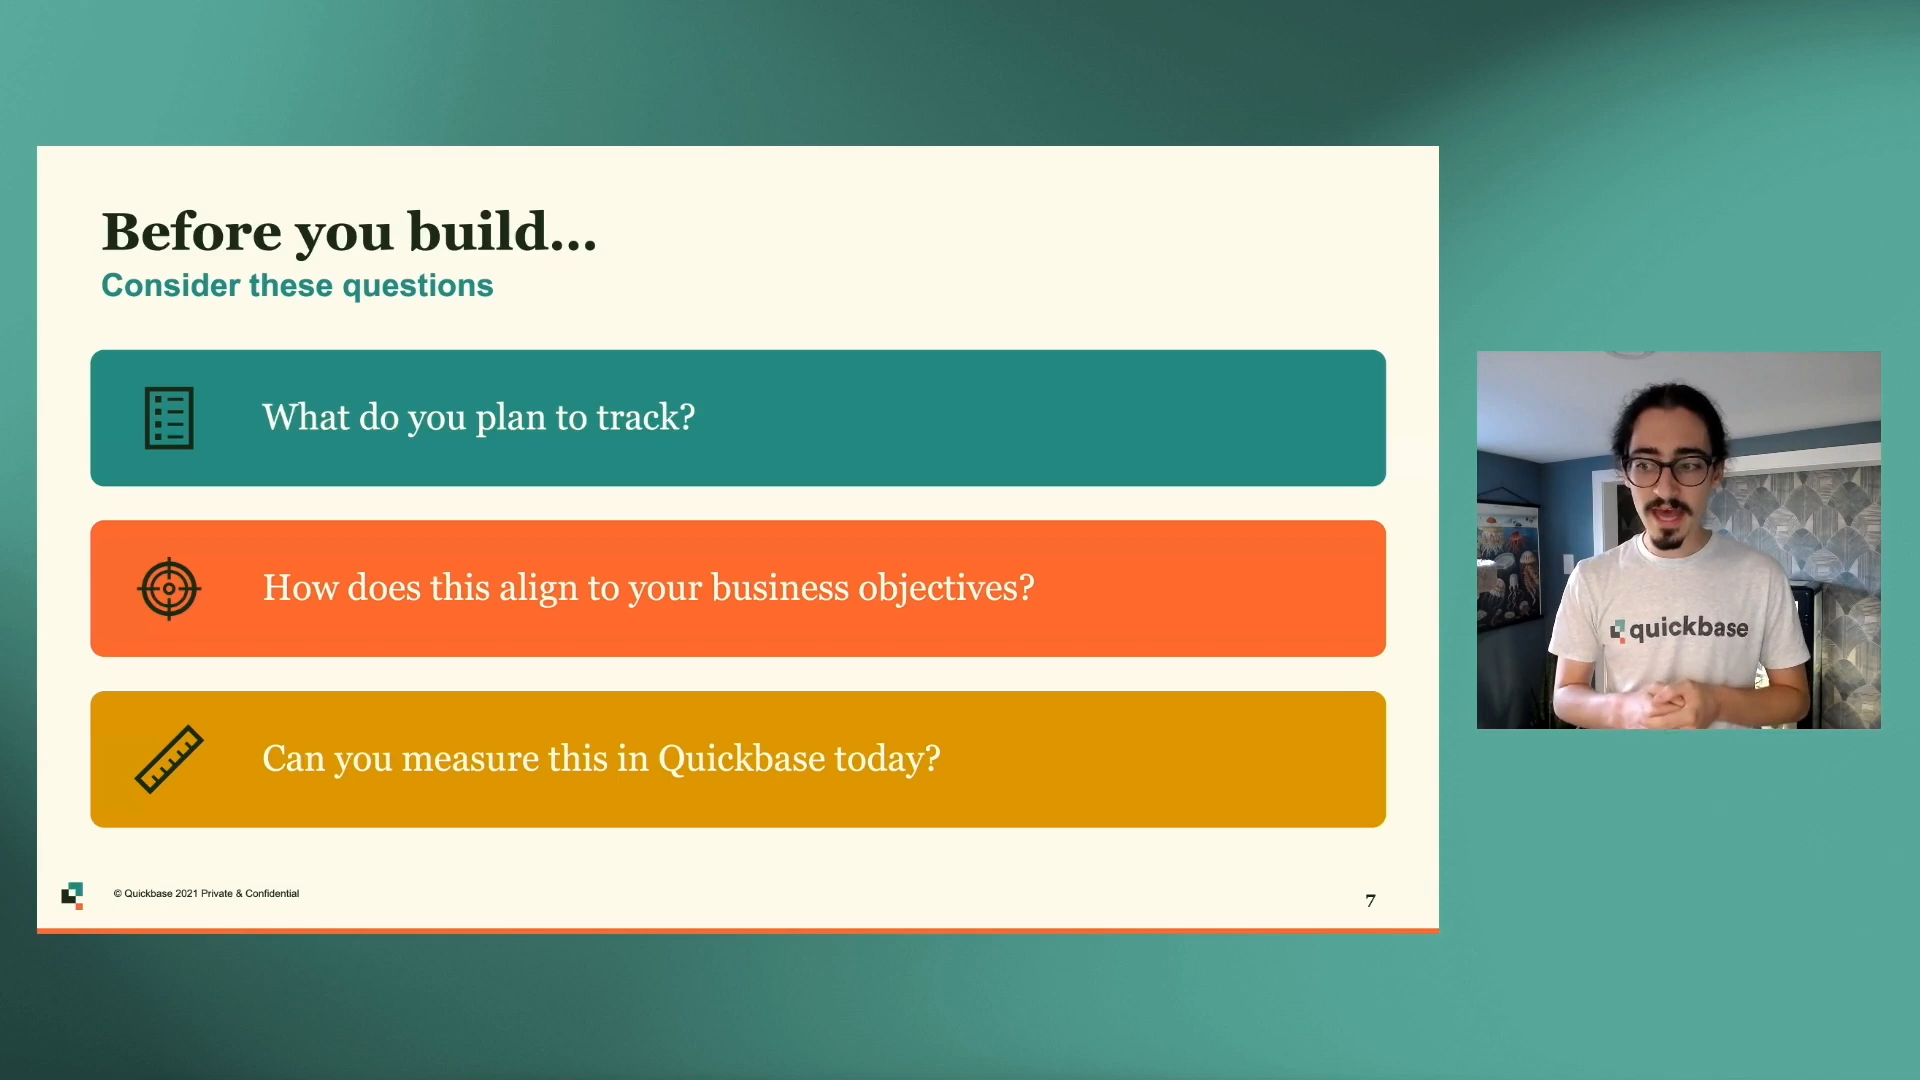 Before you build...
Consider these questions
What do you plan to track?
How does this align to your business objectives?
Can you measure this in Quickbase today?
© Quickbase 2021 Private & Confidential
7
quickbase